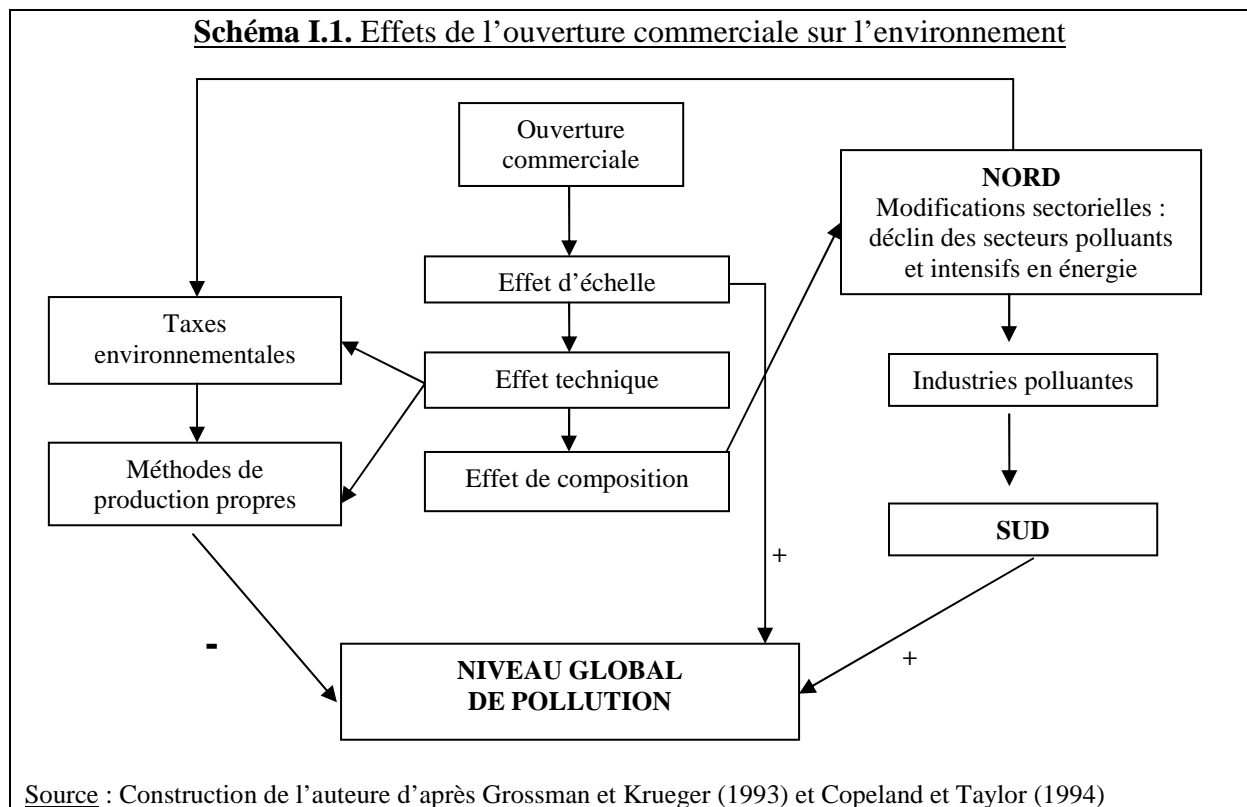 Schéma I.1. Effets de l’ouverture commerciale sur l’environnement
Ouverture
commerciale
NORD
Modifications sectorielles :
déclin des secteurs polluants
et intensifs en énergie
Effet d’échelle
Taxes
environnementales
Effet technique
Industries polluantes
Méthodes de
production propres
Effet de composition
SUD
+
-
+
NIVEAU GLOBAL
DE POLLUTION
Source : Construction de l’auteure d’après Grossman et Krueger (1993) et Copeland et Taylor (1994)